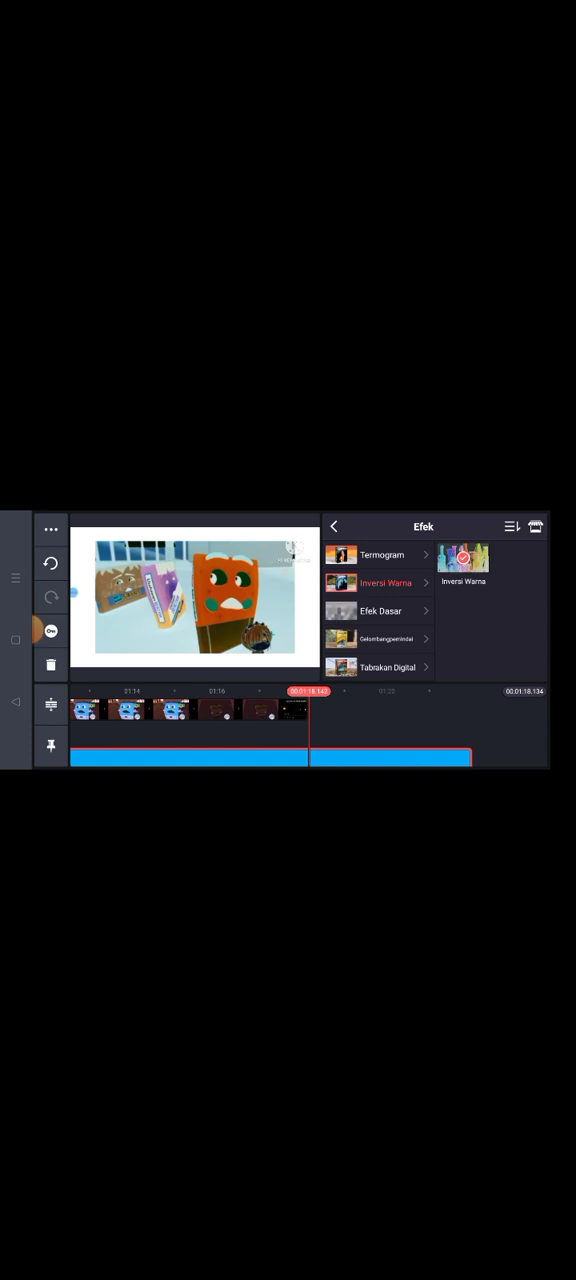 Efek
Termogram
Inversi Warna
Efek Dasar
Gelombangpemindai
Tabrakan Digital
Inversi Warna
01:14
01:16
00:01:18.142
01:20
00:01:18.134